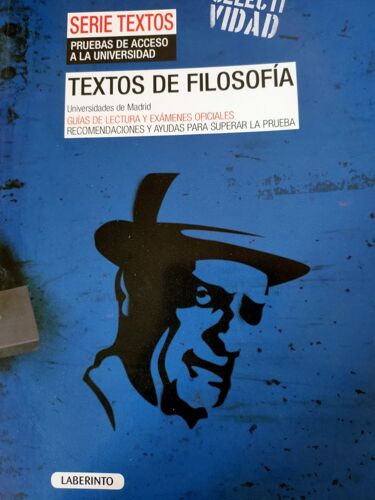 SERIE TEXTOS
PRUEBAS DE ACCESO
A LA UNIVERSIDAD
VIDAD
TEXTOS DE FILOSOFÍA
Universidades de Madrid
GUÍAS DE LECTURA Y EXÁMENES OFICIALES
RECOMENDACIONES Y AYUDAS PARA SUPERAR LA PRUEBA
LABERINTO